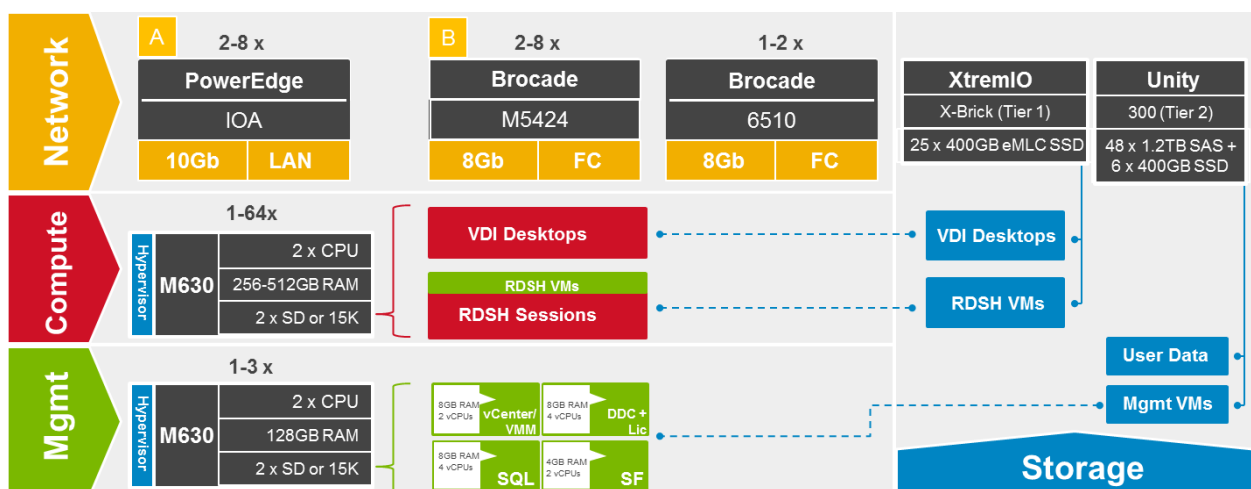 Network
A
2-8 x
PowerEdge
IOA
10Gb LAN
B
2-8 x
Brocade
M5424
8Gb FC
1-2 x
Brocade
6510
8Gb FC
XtremIO
X-Brick (Tier 1)
25 x 400GB eMLC SSD
Unity
300 (Tier 2)
48 x 1.2TB SAS +
6 x 400GB SSD
Compute
1-64x
Hypervisor
M630
2 x CPU
256-512GB RAM
2 x SD or 15K
VDI Desktops
RDSH VMs
RDSH Sessions
VDI Desktops
RDSH VMs
User Data
Mgmt VMs
Mgmt
1-3 x
Hypervisor
M630
2 x CPU
128GB RAM
2 x SD or 15K
8GB RAM
2 vCPUs
vCenter/
VMM
8GB RAM
4 vCPUs
DDC +
Lic
8GB RAM
4 vCPUs
SQL
4GB RAM
2 vCPUs
SF
Storage